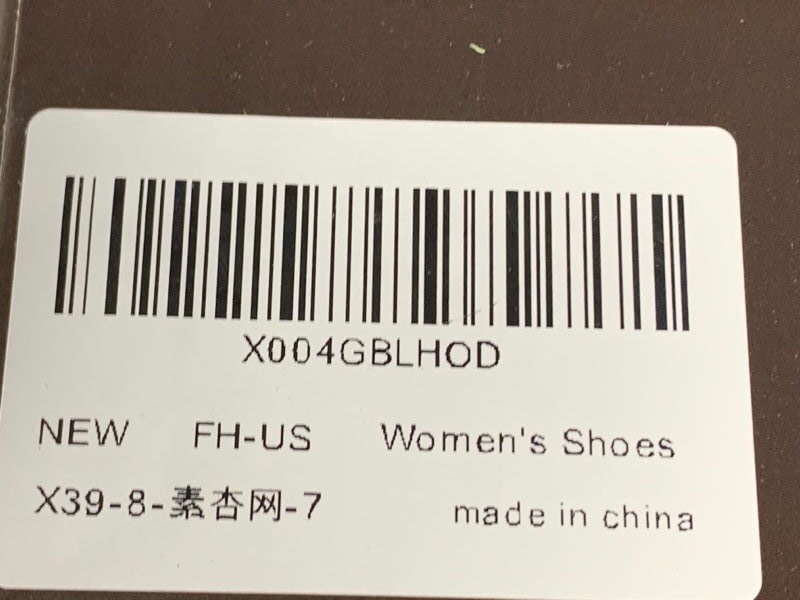 X004GBLHOD
NEW FH-US Women's Shoes
X39-8-素杏网-7 made in china